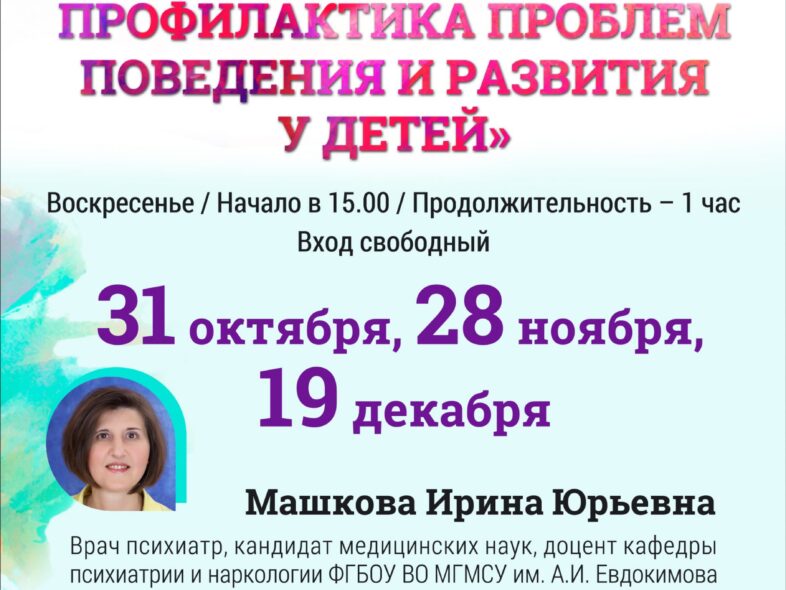 ПРОФИЛАКТИКА ПРОБЛЕМ
ПОВЕДЕНИЯ И РАЗВИТИЯ
У ДЕТЕЙ»
Воскресенье / Начало в 15.00 / Продолжительность – 1 час
Вход свободный
31 октября, 28 ноября,
19 декабря
Машкова Ирина Юрьевна
Врач психиатр, кандидат медицинских наук, доцент кафедры
психиатрии и наркологии ФГБОУ ВО МГМСУ им. А.И. Евдокимова